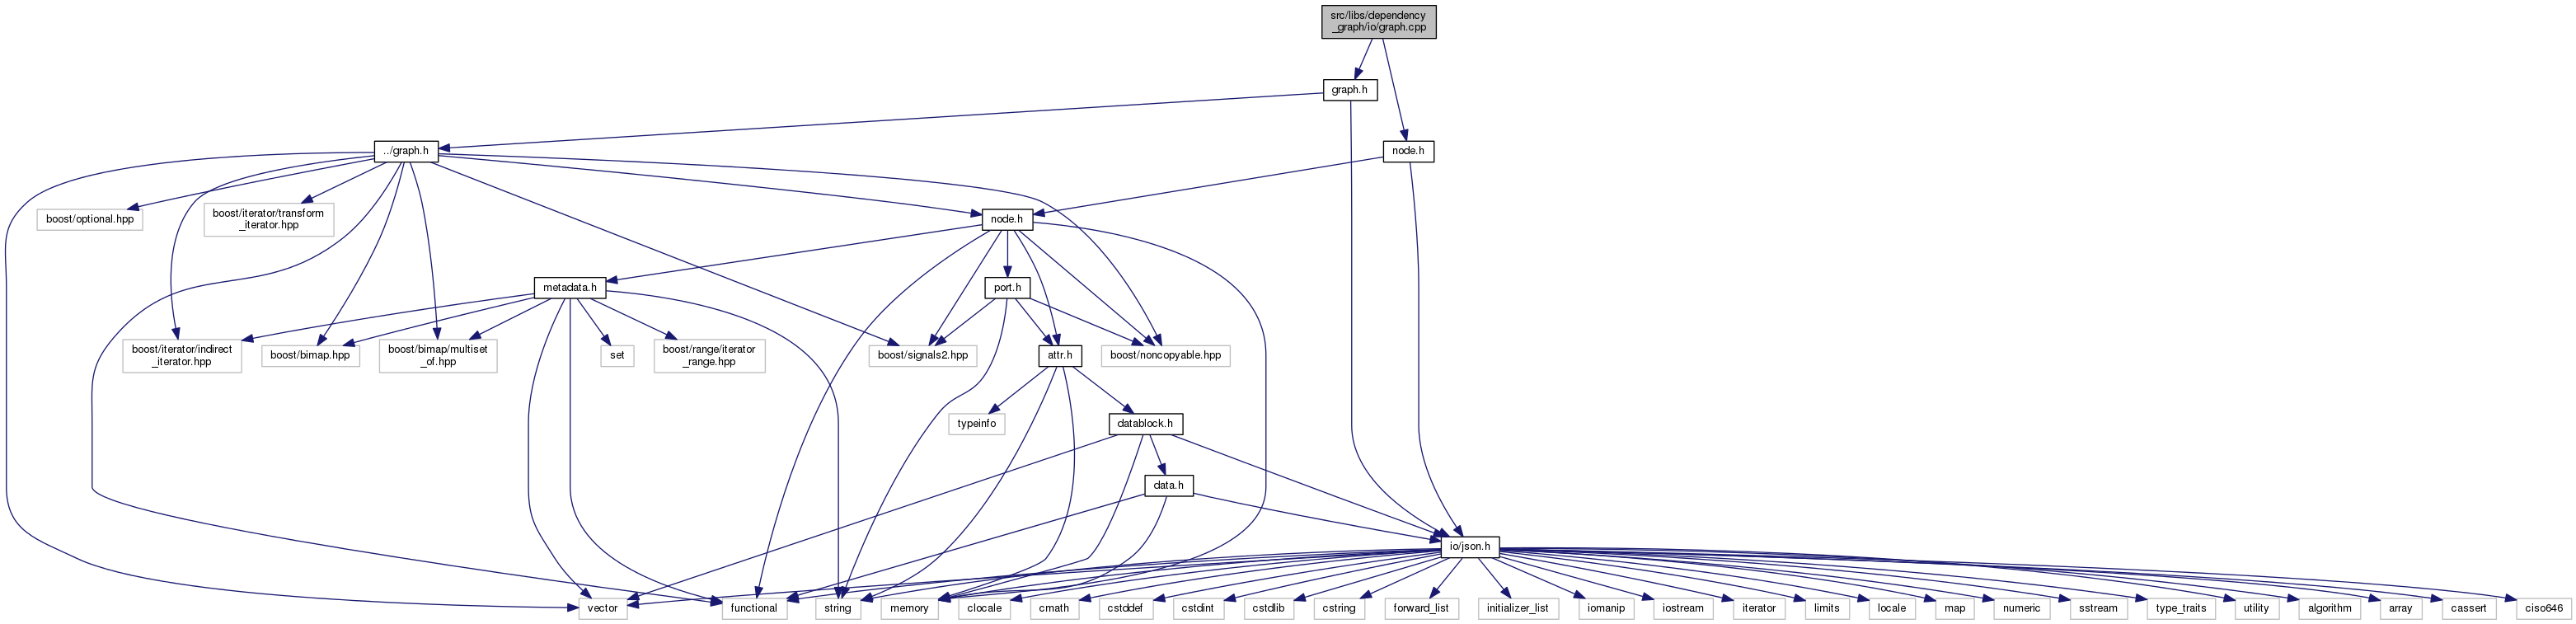 src/libs/dependency
_graph/io/graph.cpp
graph.h
../graph.h
node.h
boost/optional.hpp
boost/iterator/transform
_iterator.hpp
node.h
metadata.h
port.h
boost/iterator/indirect
_iterator.hpp
boost/bimap.hpp
boost/bimap/multiset
_of.hpp
set
boost/range/iterator
_range.hpp
boost/signals2.hpp
attr.h
boost/noncopyable.hpp
typeinfo
datablock.h
data.h
io/json.h
vector
functional
string
memory
clocale
cmath
cstddef
cstdint
cstdlib
cstring
forward_list
initializer_list
iomanip
iostream
iterator
limits
locale
map
numeric
sstream
type_traits
utility
algorithm
array
cassert
ciso646